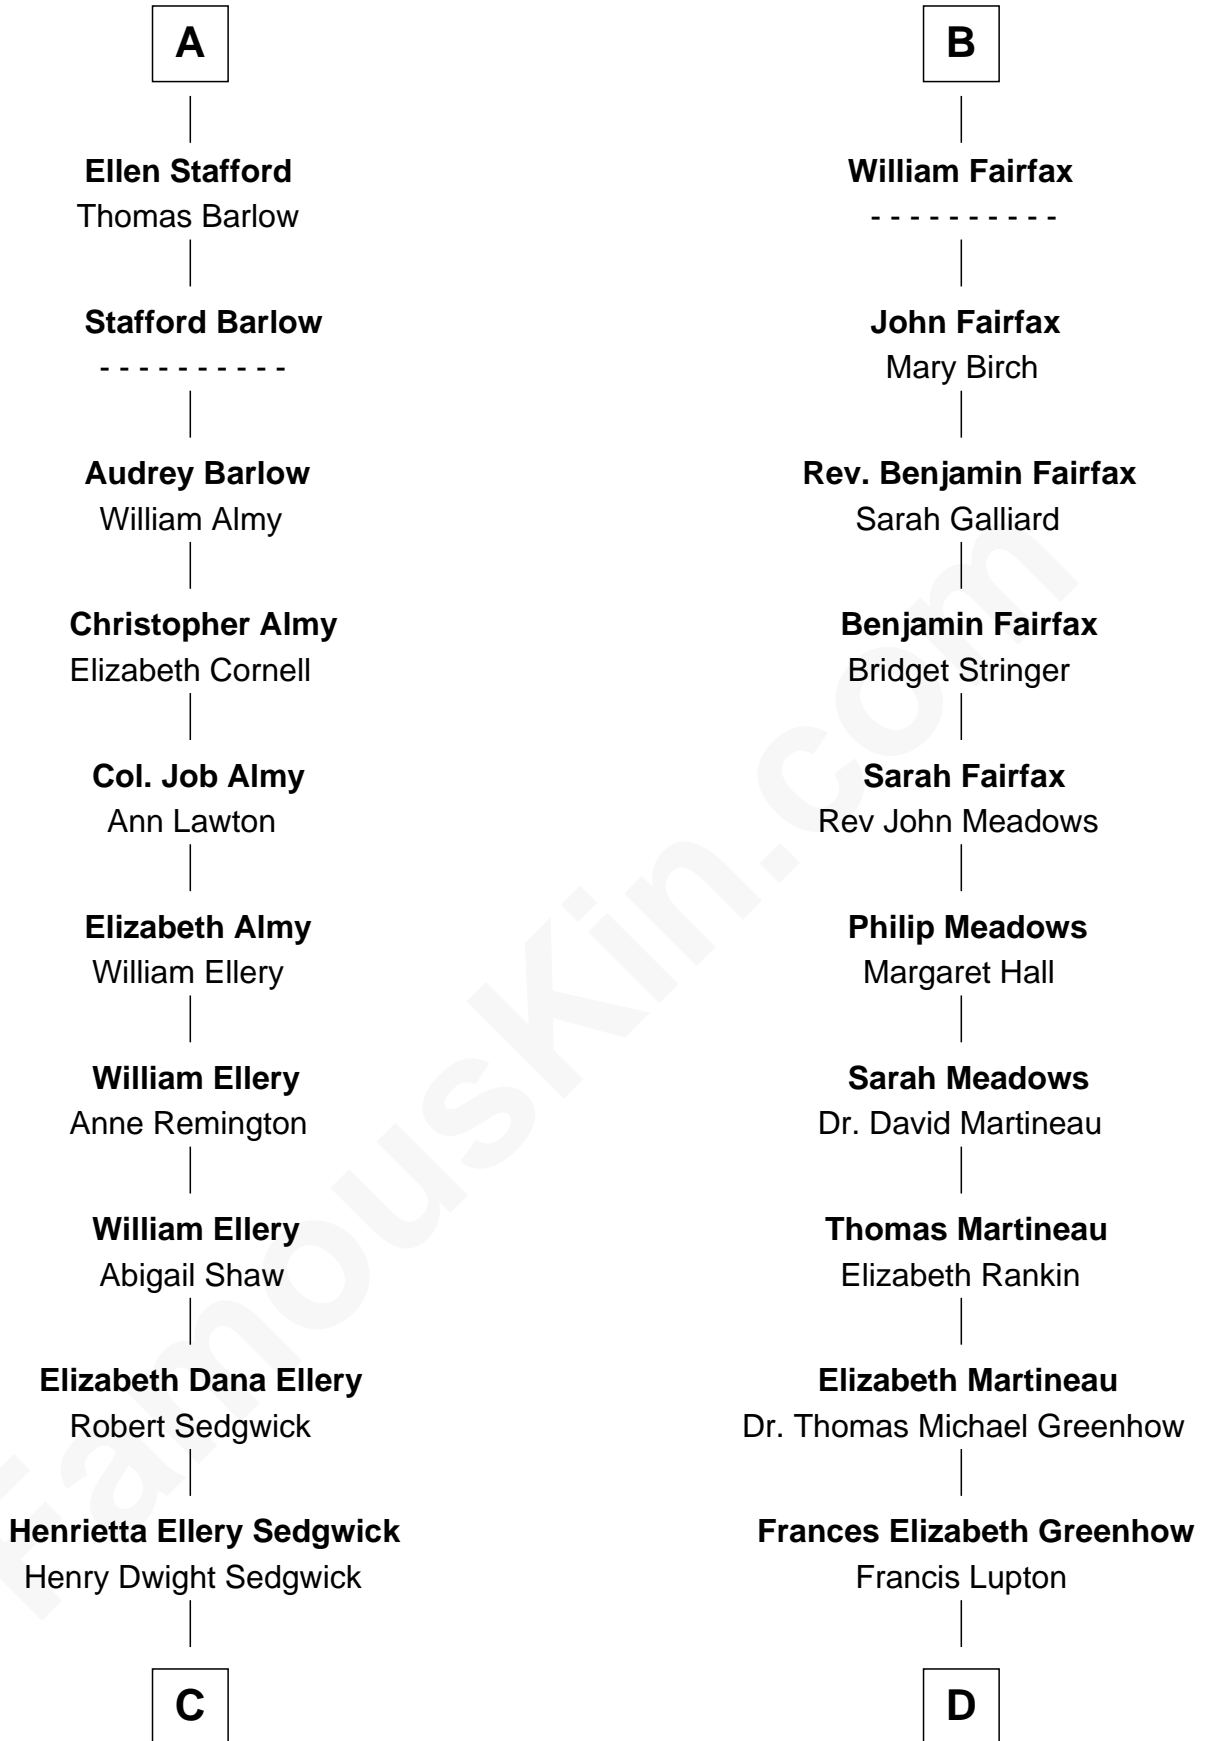 A
Ellen Stafford
Thomas Barlow
Stafford Barlow
- - - - - - - - - -
Audrey Barlow
William Almy
Christopher Almy
Elizabeth Cornell
Col. Job Almy
Ann Lawton
Elizabeth Almy
William Ellery
William Ellery
Anne Remington
William Ellery
Abigail Shaw
Elizabeth Dana Ellery
Robert Sedgwick
Henrietta Ellery Sedgwick
Henry Dwight Sedgwick
C
B
William Fairfax
- - - - - - - - - -
John Fairfax
Mary Birch
Rev. Benjamin Fairfax
Sarah Galliard
Benjamin Fairfax
Bridget Stringer
Sarah Fairfax
Rev John Meadows
Philip Meadows
Margaret Hall
Sarah Meadows
Dr. David Martineau
Thomas Martineau
Elizabeth Rankin
Elizabeth Martineau
Dr. Thomas Michael Greenhow
Frances Elizabeth Greenhow
Francis Lupton
D
FamousKin.com